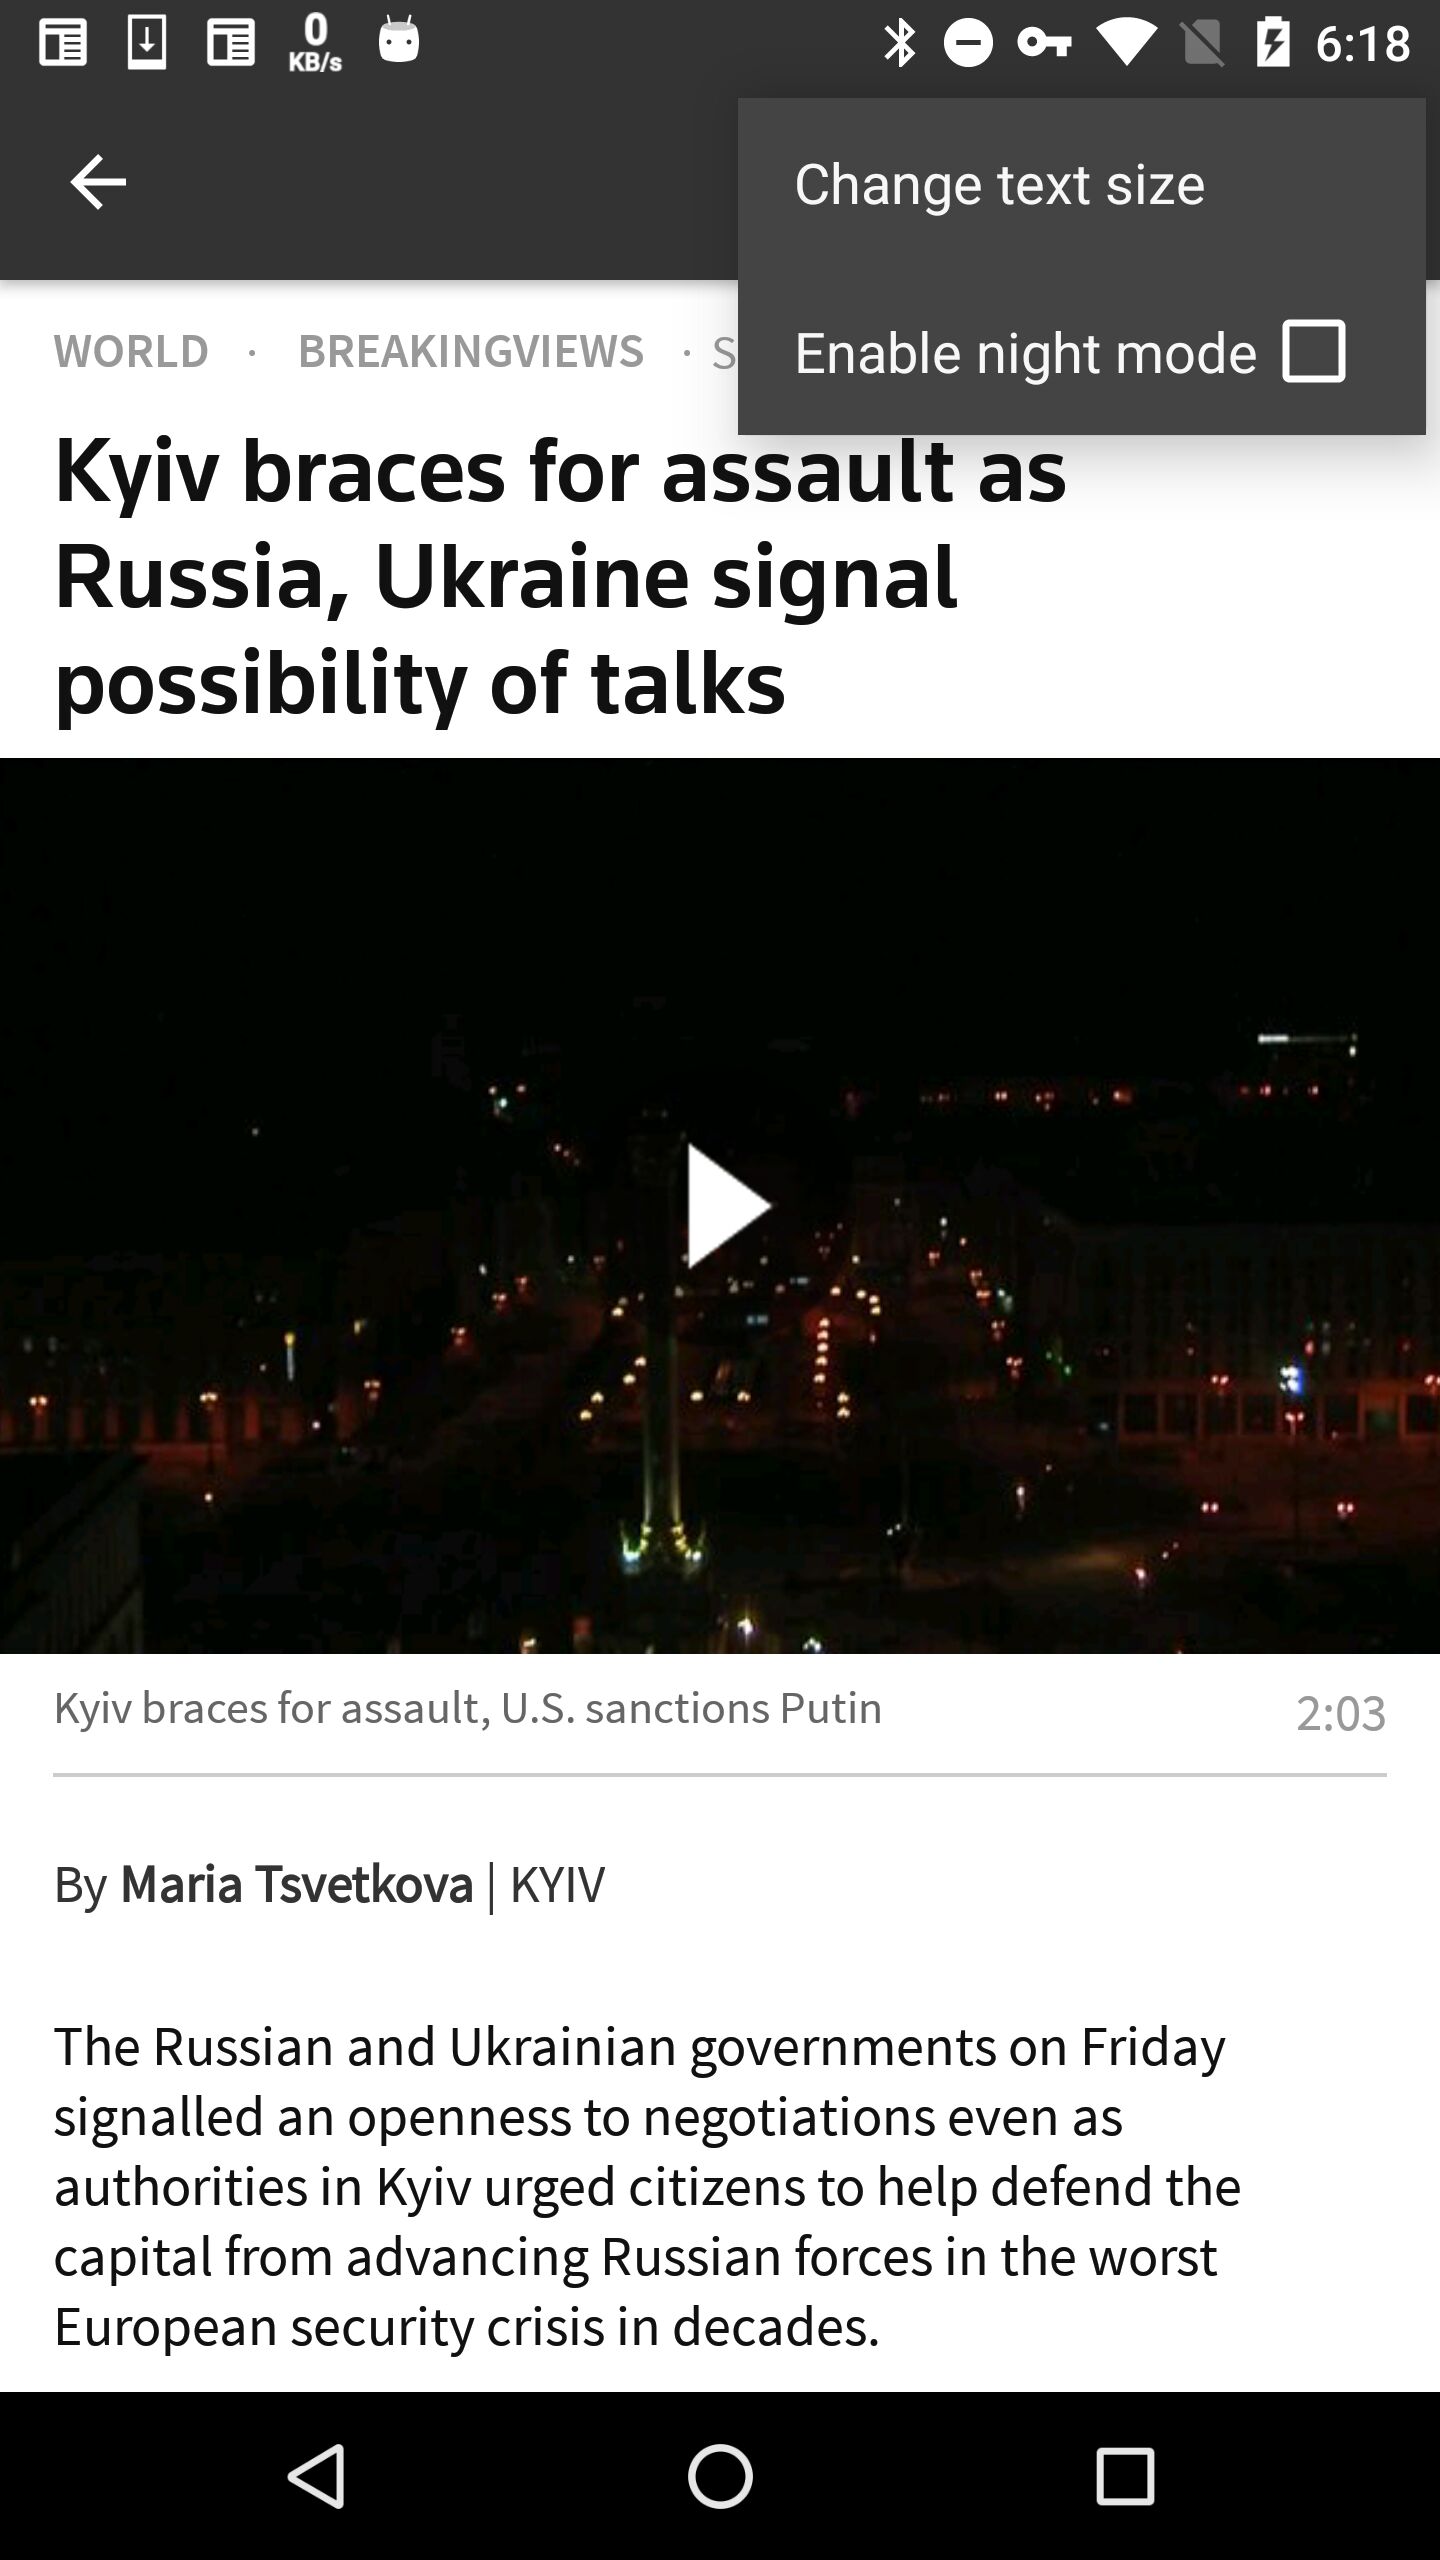 0
KB/s
6:18
Change text size
Enable night mode
WORLD · BREAKINGVIEWS · S
Kyiv braces for assault as
Russia, Ukraine signal
possibility of talks
Kyiv braces for assault, U.S. sanctions Putin
2:03
By Maria Tsvetkova | KYIV
The Russian and Ukrainian governments on Friday
signalled an openness to negotiations even as
authorities in Kyiv urged citizens to help defend the
capital from advancing Russian forces in the worst
European security crisis in decades.